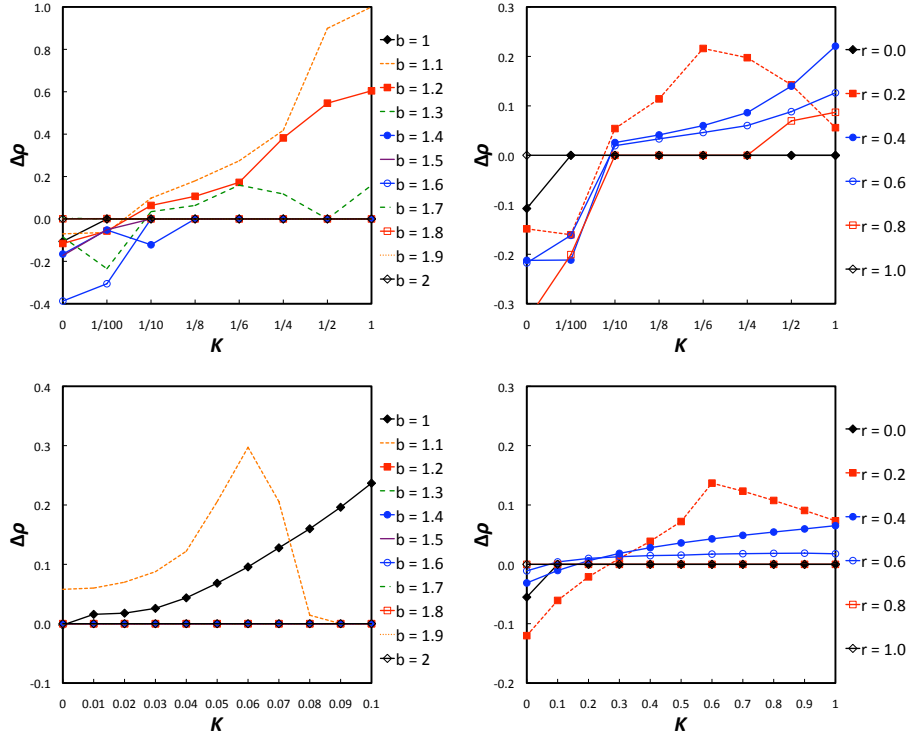 1.0
0.8
0.6
0.4
0.2
0.0
-0.2
-0.4
Δρ
0 1/100 1/10 1/8 1/6 1/4 1/2 1
K
b = 1
b = 1.1
b = 1.2
b = 1.3
b = 1.4
b = 1.5
b = 1.6
b = 1.7
b = 1.8
b = 1.9
b = 2
0.3
0.2
0.1
0.0
-0.1
-0.2
-0.3
Δρ
0 1/100 1/10 1/8 1/6 1/4 1/2 1
K
r = 0.0
r = 0.2
r = 0.4
r = 0.6
r = 0.8
r = 1.0
0.4
0.3
0.2
0.1
0.0
-0.1
Δρ
0 0.01 0.02 0.03 0.04 0.05 0.06 0.07 0.08 0.09 0.1
K
b = 1
b = 1.1
b = 1.2
b = 1.3
b = 1.4
b = 1.5
b = 1.6
b = 1.7
b = 1.8
b = 1.9
b = 2
0.3
0.2
0.1
0.0
-0.1
-0.2
Δρ
0 0.1 0.2 0.3 0.4 0.5 0.6 0.7 0.8 0.9 1
K
r = 0.0
r = 0.2
r = 0.4
r = 0.6
r = 0.8
r = 1.0